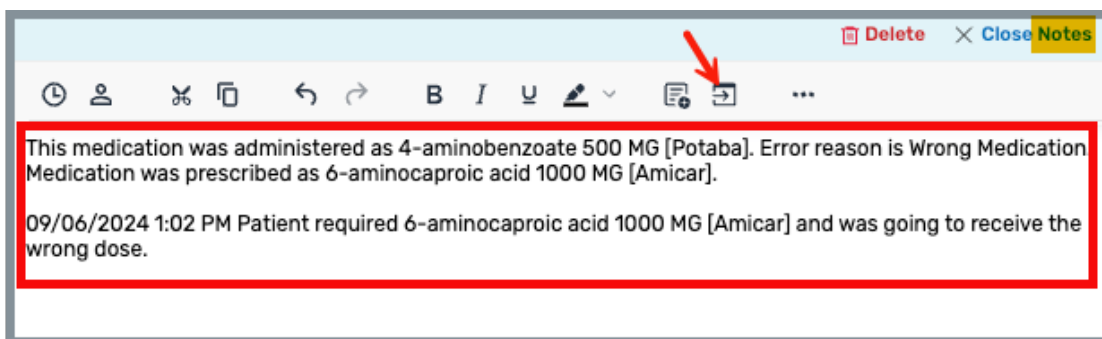 Delete Close Notes
B I U
This medication was administered as 4-aminobenzoate 500 MG [Potaba]. Error reason is Wrong Medication.
Medication was prescribed as 6-aminocaproic acid 1000 MG [Amicar].
09/06/2024 1:02 PM Patient required 6-aminocaproic acid 1000 MG [Amicar] and was going to receive the
wrong dose.